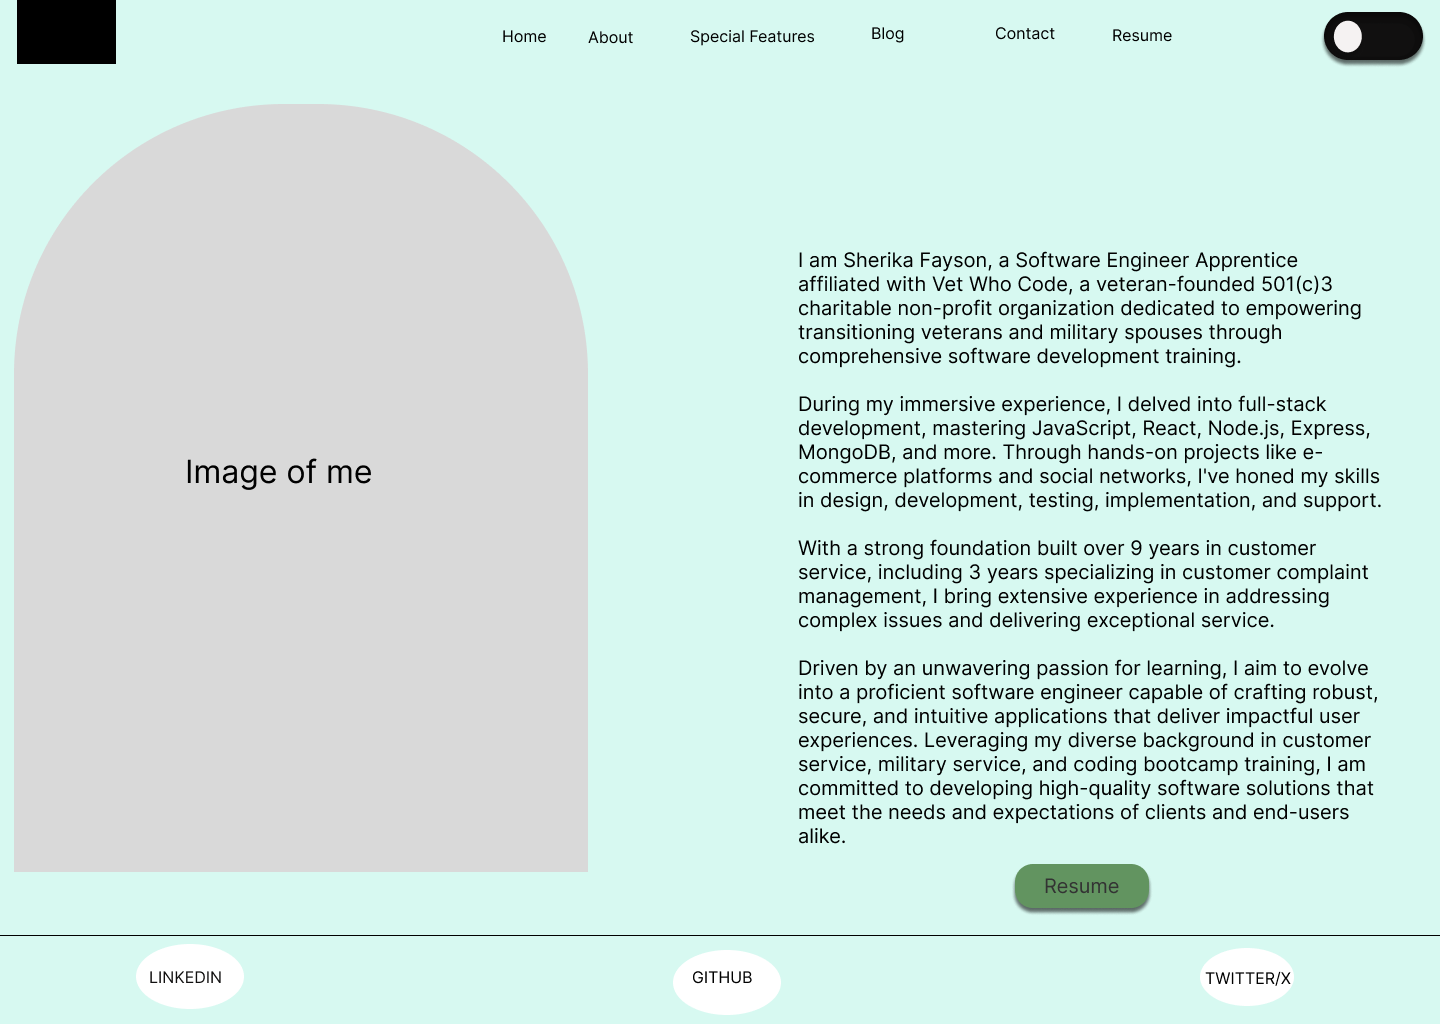 Home About Special Features Blog Contact Resume
Image of me
I am Sherika Fayson, a Software Engineer Apprentice
affiliated with Vet Who Code, a veteran-founded 501(c)3
charitable non-profit organization dedicated to empowering
transitioning veterans and military spouses through
comprehensive software development training.
During my immersive experience, I delved into full-stack
development, mastering JavaScript, React, Node.js, Express,
MongoDB, and more. Through hands-on projects like e-
commerce platforms and social networks, I've honed my skills
in design, development, testing, implementation, and support.
With a strong foundation built over 9 years in customer
service, including 3 years specializing in customer complaint
management, I bring extensive experience in addressing
complex issues and delivering exceptional service.
Driven by an unwavering passion for learning, I aim to evolve
into a proficient software engineer capable of crafting robust,
secure, and intuitive applications that deliver impactful user
experiences. Leveraging my diverse background in customer
service, military service, and coding bootcamp training, I am
committed to developing high-quality software solutions that
meet the needs and expectations of clients and end-users
alike.
Resume
LINKEDIN GITHUB TWITTER/X